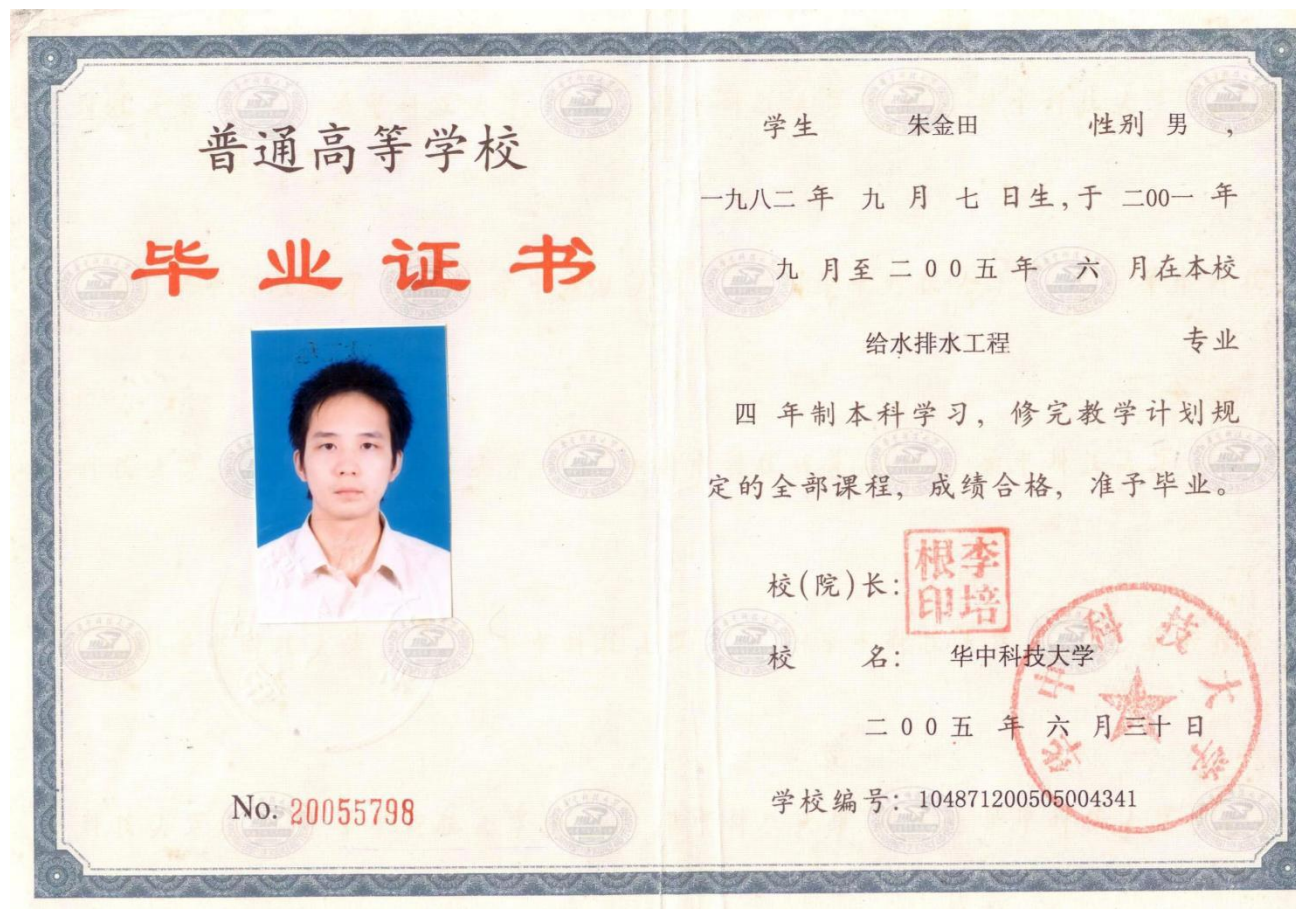 普通高等学校
毕业证书
No. 20055798
学生 朱金田 性别 男 ,
一九八二 年 九 月 七 日生,于 二00一 年
九 月至 二 0 0 五 年 六 月在本校
给水排水工程 专业
四 年制本科学习, 修完教学计划规
定的全部课程, 成绩合格, 准予毕业。
校(院)长: 李培根印
校 名: 华中科技大学
华中科技大学
二 0 0 五 年 六 月 三十 日
学校编号: 104871200505004341